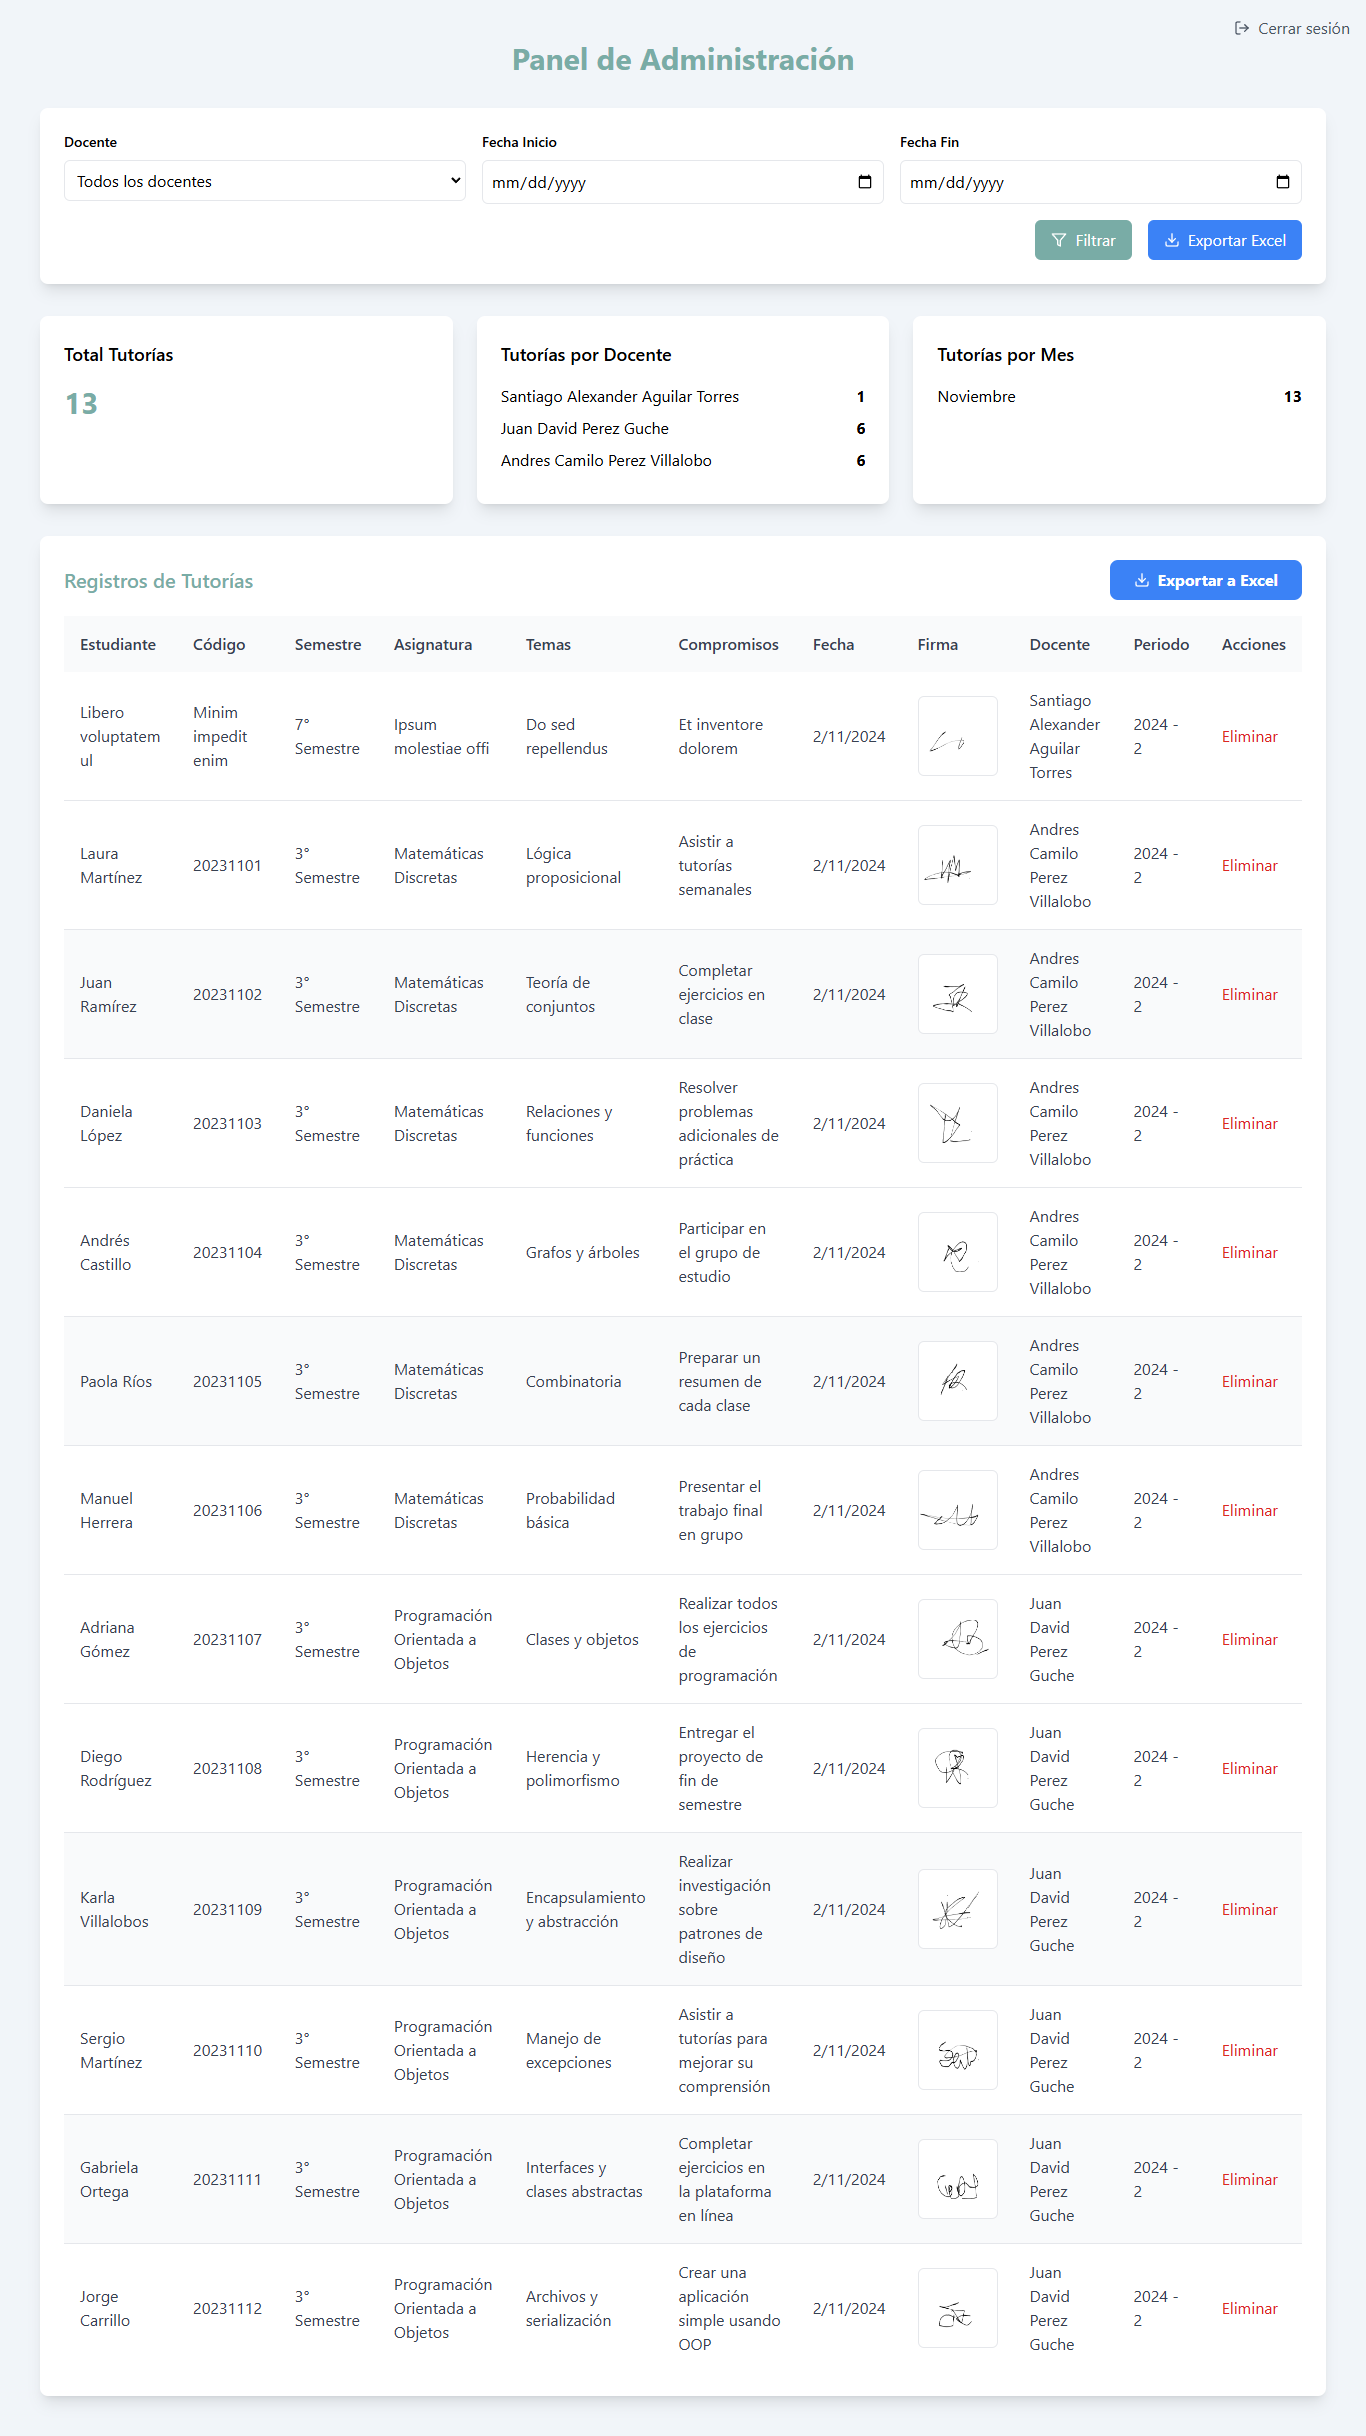 Cerrar sesión
Panel de Administración
Docente
Fecha Inicio
Fecha Fin
Todos los docentes
mm/dd/yyyy
mm/dd/yyyy
Filtrar
Exportar Excel
Total Tutorías
13
Tutorías por Docente
Santiago Alexander Aguilar Torres 1
Juan David Perez Guche 6
Andres Camilo Perez Villalobo 6
Tutorías por Mes
Noviembre 13
Registros de Tutorías
Exportar a Excel
Estudiante Código Semestre Asignatura Temas Compromisos Fecha Firma Docente Periodo Acciones
Libero voluptatem ul Minim impedit enim 7° Semestre Ipsum molestiae offi Do sed repellendus Et inventore dolorem 2/11/2024 Santiago Alexander Aguilar Torres 2024 - 2 Eliminar
Laura Martínez 20231101 3° Semestre Matemáticas Discretas Lógica proposicional Asistir a tutorías semanales 2/11/2024 Andres Camilo Perez Villalobo 2024 - 2 Eliminar
Juan Ramírez 20231102 3° Semestre Matemáticas Discretas Teoría de conjuntos Completar ejercicios en clase 2/11/2024 Andres Camilo Perez Villalobo 2024 - 2 Eliminar
Daniela López 20231103 3° Semestre Matemáticas Discretas Relaciones y funciones Resolver problemas adicionales de práctica 2/11/2024 Andres Camilo Perez Villalobo 2024 - 2 Eliminar
Andrés Castillo 20231104 3° Semestre Matemáticas Discretas Grafos y árboles Participar en el grupo de estudio 2/11/2024 Andres Camilo Perez Villalobo 2024 - 2 Eliminar
Paola Ríos 20231105 3° Semestre Matemáticas Discretas Combinatoria Preparar un resumen de cada clase 2/11/2024 Andres Camilo Perez Villalobo 2024 - 2 Eliminar
Manuel Herrera 20231106 3° Semestre Matemáticas Discretas Probabilidad básica Presentar el trabajo final en grupo 2/11/2024 Andres Camilo Perez Villalobo 2024 - 2 Eliminar
Adriana Gómez 20231107 3° Semestre Programación Orientada a Objetos Clases y objetos Realizar todos los ejercicios de programación 2/11/2024 Juan David Perez Guche 2024 - 2 Eliminar
Diego Rodríguez 20231108 3° Semestre Programación Orientada a Objetos Herencia y polimorfismo Entregar el proyecto de fin de semestre 2/11/2024 Juan David Perez Guche 2024 - 2 Eliminar
Karla Villalobos 20231109 3° Semestre Programación Orientada a Objetos Encapsulamiento y abstracción Realizar investigación sobre patrones de diseño 2/11/2024 Juan David Perez Guche 2024 - 2 Eliminar
Sergio Martínez 20231110 3° Semestre Programación Orientada a Objetos Manejo de excepciones Asistir a tutorías para mejorar su comprensión 2/11/2024 Juan David Perez Guche 2024 - 2 Eliminar
Gabriela Ortega 20231111 3° Semestre Programación Orientada a Objetos Interfaces y clases abstractas Completar ejercicios en la plataforma en línea 2/11/2024 Juan David Perez Guche 2024 - 2 Eliminar
Jorge Carrillo 20231112 3° Semestre Programación Orientada a Objetos Archivos y serialización Crear una aplicación simple usando OOP 2/11/2024 Juan David Perez Guche 2024 - 2 Eliminar